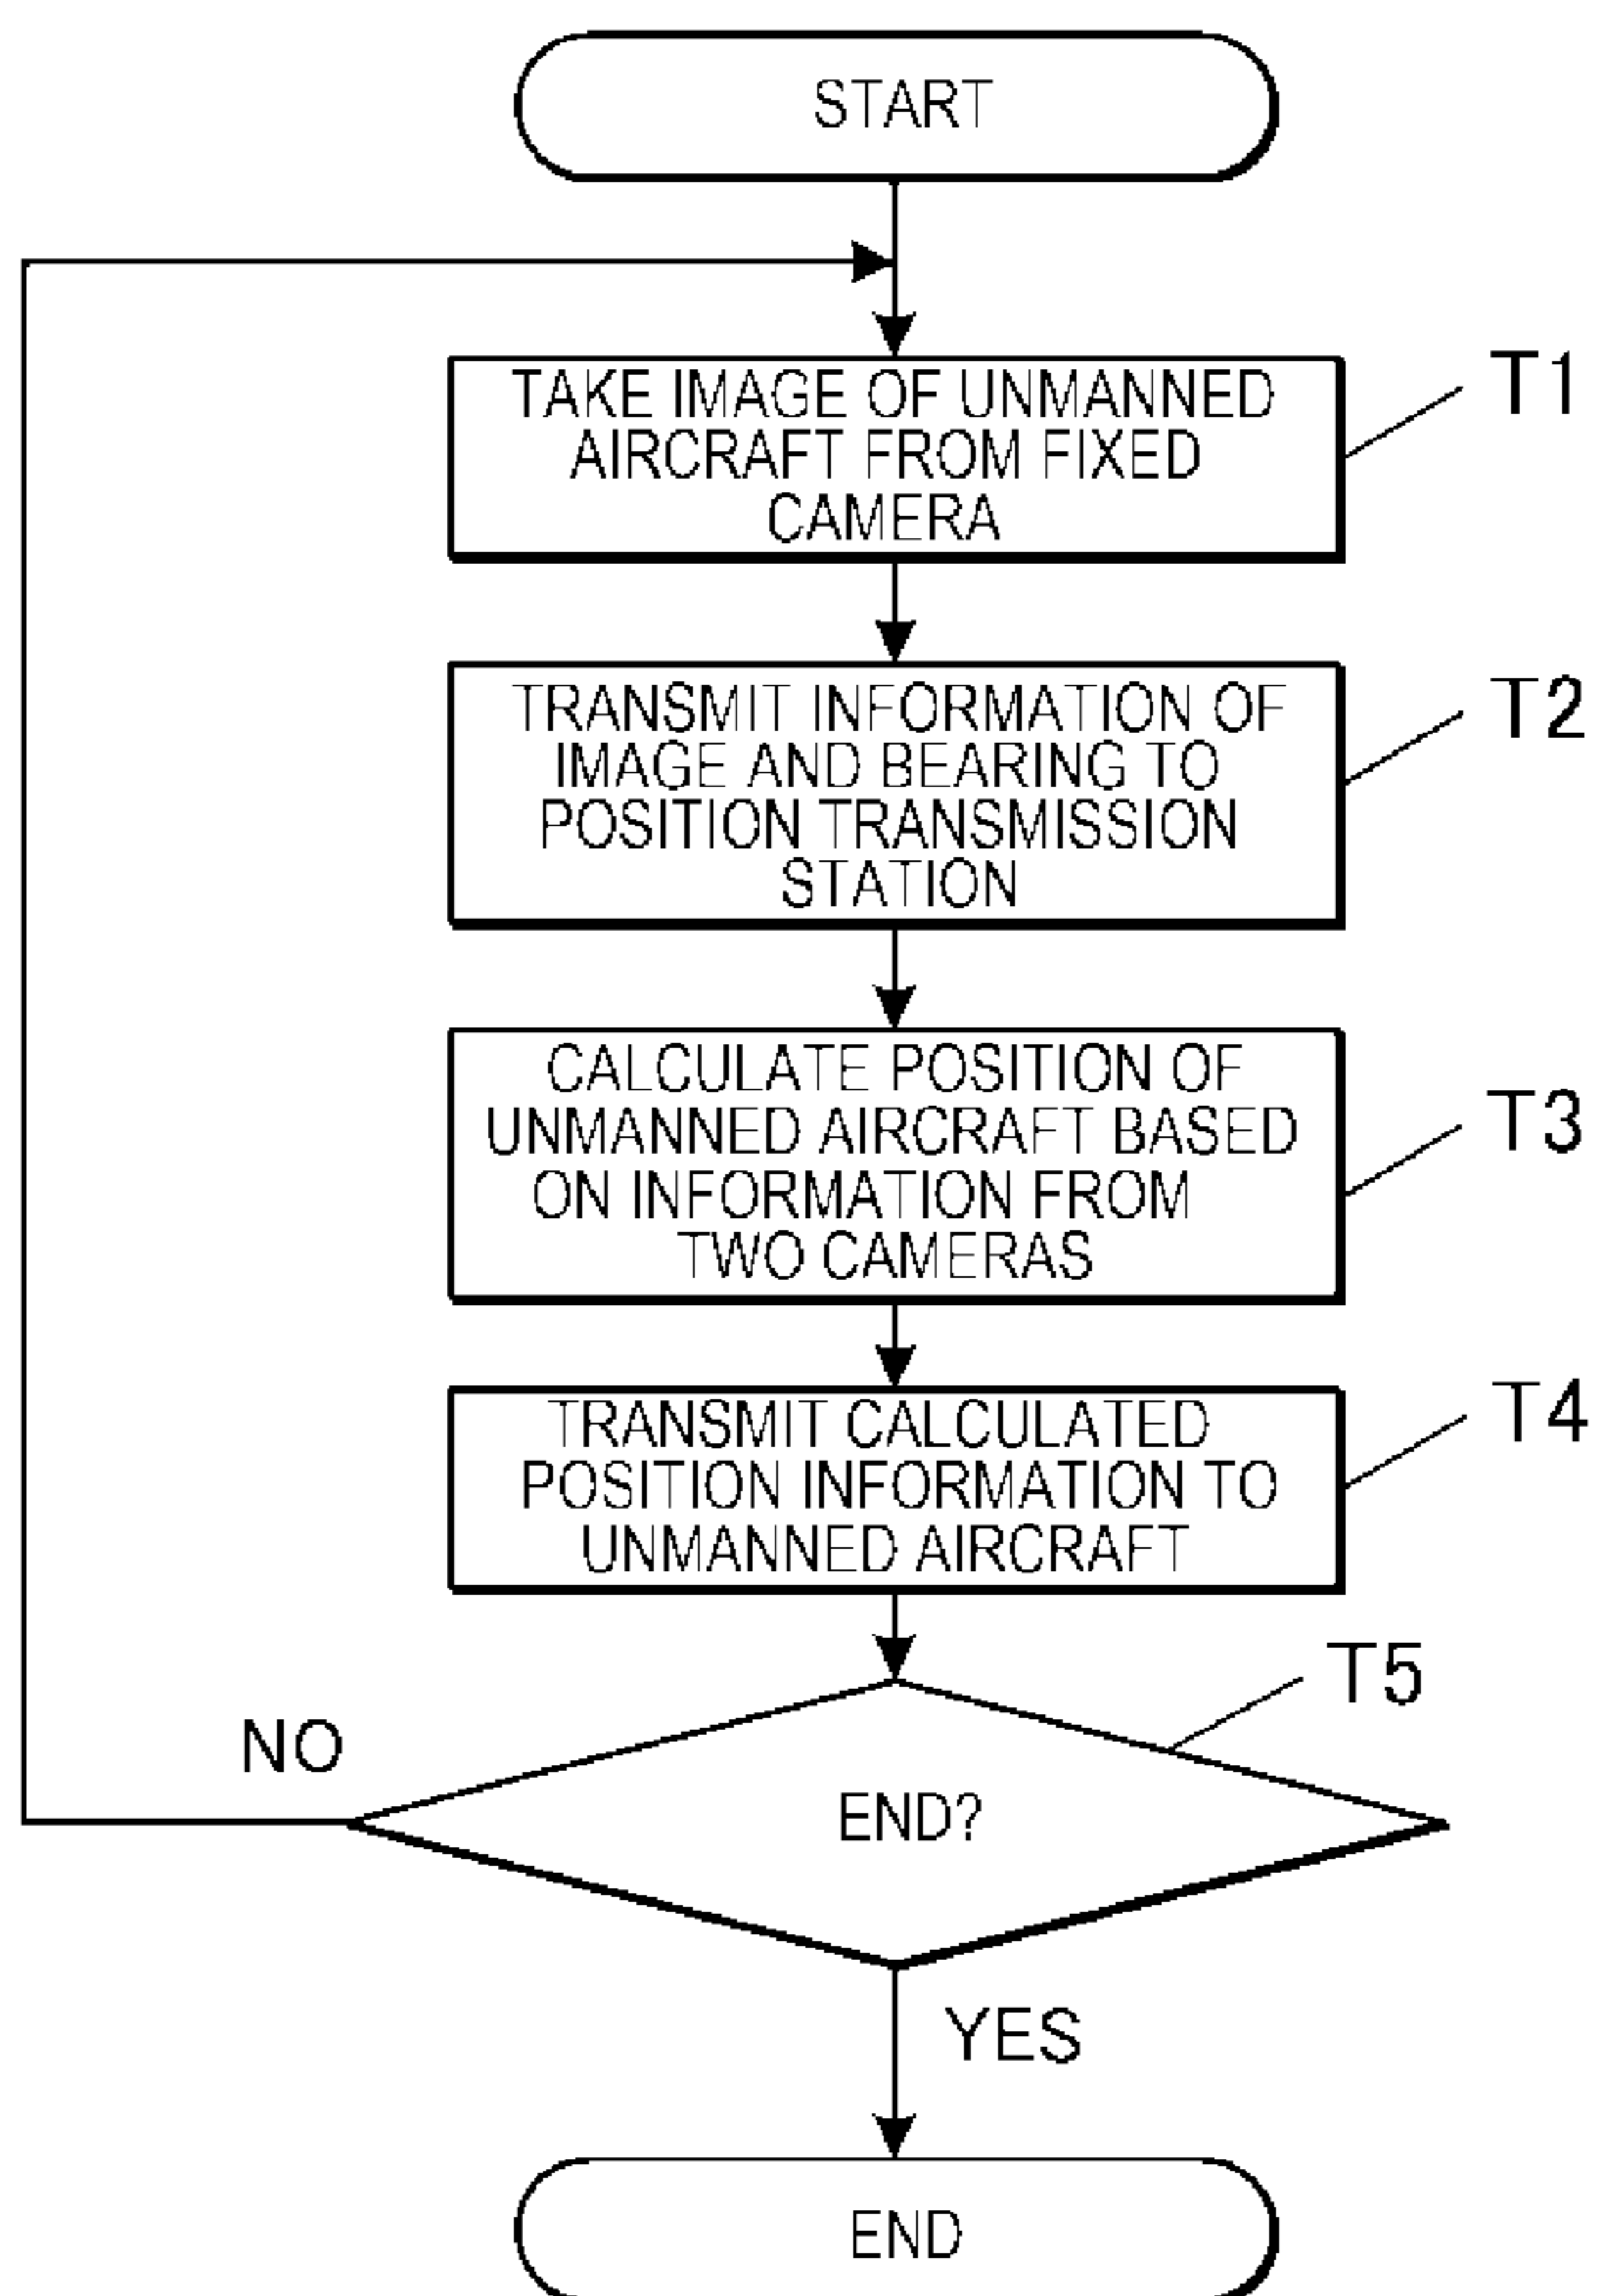 START
TAKE IMAGE OF UNMANNED
AIRCRAFT FROM FIXED
CAMERA
T1
TRANSMIT INFORMATION OF
IMAGE AND BEARING TO
POSITION TRANSMISSION
STATION
T2
CALCULATE POSITION OF
UNMANNED AIRCRAFT BASED
ON INFORMATION FROM
TWO CAMERAS
T3
TRANSMIT CALCULATED
POSITION INFORMATION TO
UNMANNED AIRCRAFT
T4
T5
NO
END?
YES
END